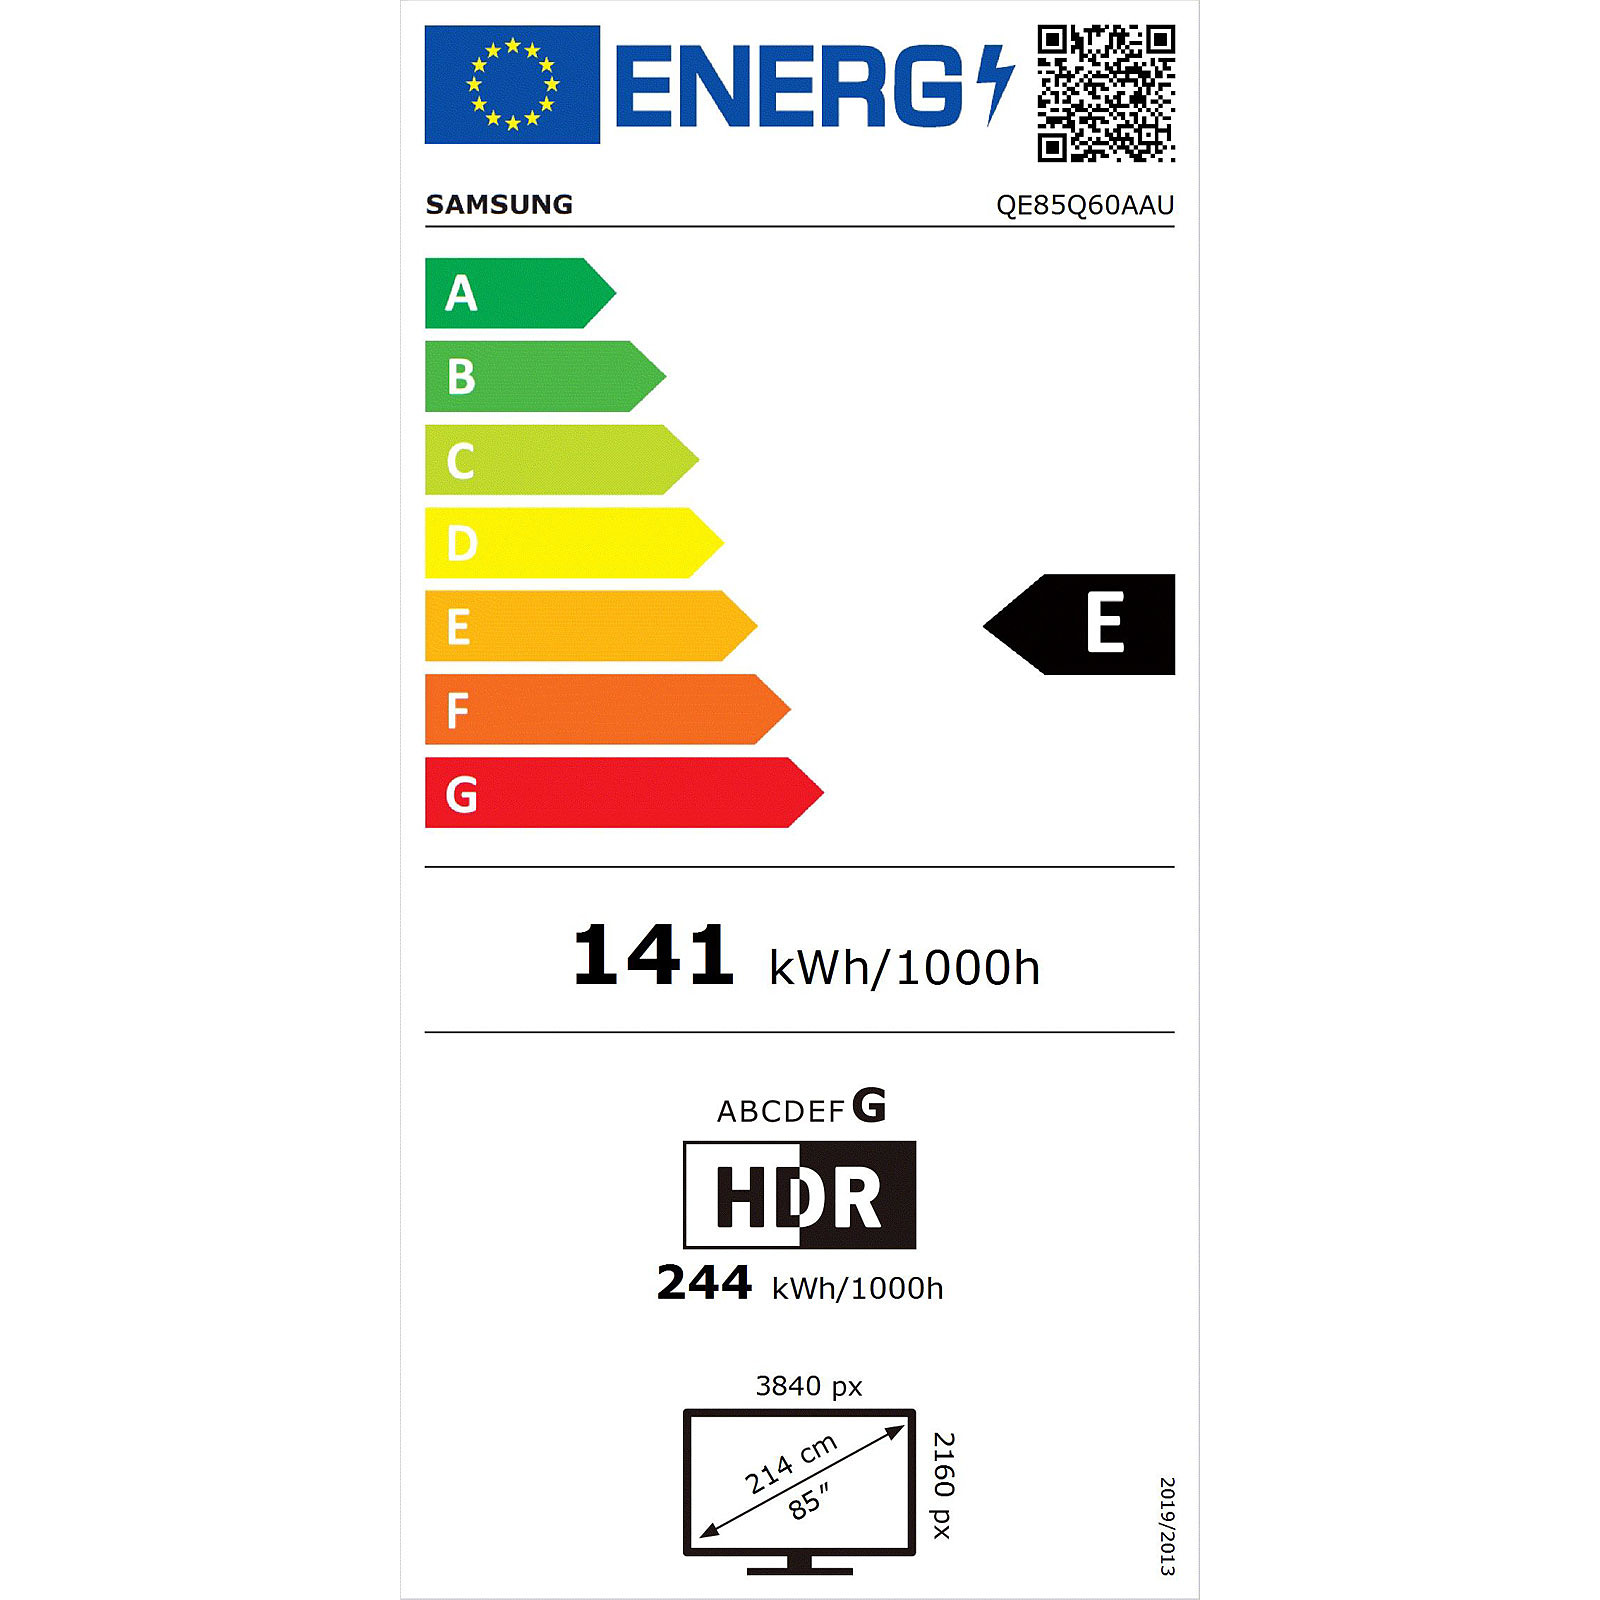 ENERG
SAMSUNG
QE85Q60AAU
A
B
C
D
E
E
F
G
141 kWh/1000h
ABCDEFG
HDR
244 kWh/1000h
3840 px
214 cm
85”
2160 px
2019/2013